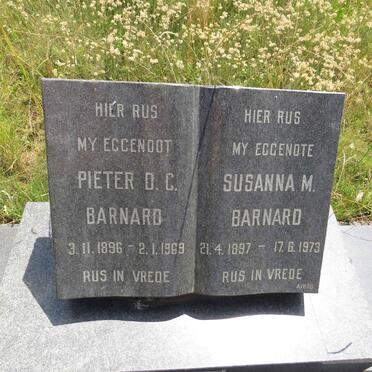 HIER RUS
MY EGGENOOT
PIETER D. C.
BARNARD
3. 11. 1896 - 2. 1. 1969
RUS IN VREDE
HIER RUS
MY EGGENOTE
SUSANNA M.
BARNARD
21. 4. 1897 - 17. 6. 1973
RUS IN VREDE